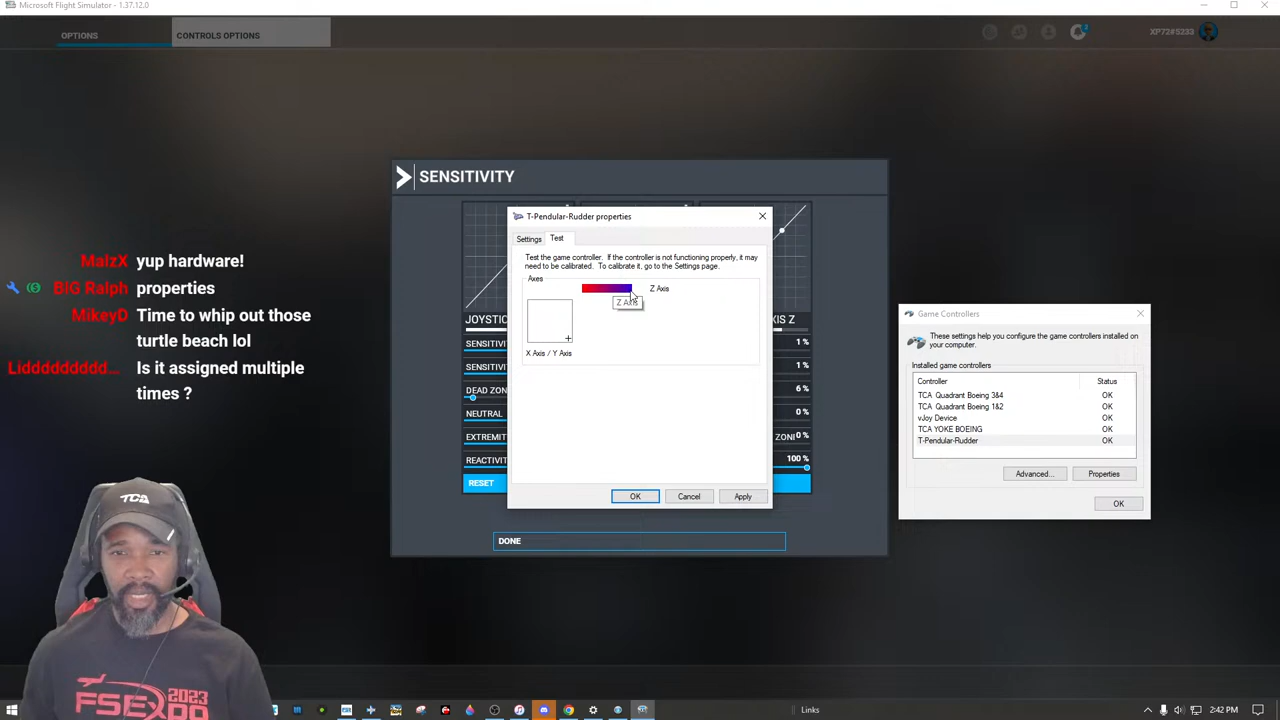 Microsoft Flight Simulator - 1.37.12.0
OPTIONS
CONTROLS OPTIONS
XP72#5233
SENSITIVITY
T-Pendular-Rudder properties
Settings
Test
Test the game controller. If the controller is not functioning properly, it may
need to be calibrated. To calibrate it, go to the Settings page.
Axes
Z Axis
Z Axis
X Axis / Y Axis
OK
Cancel
Apply
JOYSTIC
XIS Z
SENSITIVI
1 %
SENSITIVI
1 %
DEAD ZON
6 %
NEUTRAL
0 %
EXTREMIT
ZONI 0 %
REACTIVIT
100 %
RESET
DONE
Game Controllers
These settings help you configure the game controllers installed on
your computer.
Installed game controllers
Controller
Status
TCA Quadrant Boeing 3&4
OK
TCA Quadrant Boeing 1&2
OK
vJoy Device
OK
TCA YOKE BOEING
OK
T-Pendular-Rudder
OK
Advanced...
Properties
OK
MalzX yup hardware!
BIG Ralph properties
MikeyD Time to whip out those
turtle beach lol
Liddddddddd... Is it assigned multiple
times ?
TCA
FSEXPO 2023
Links
2:42 PM